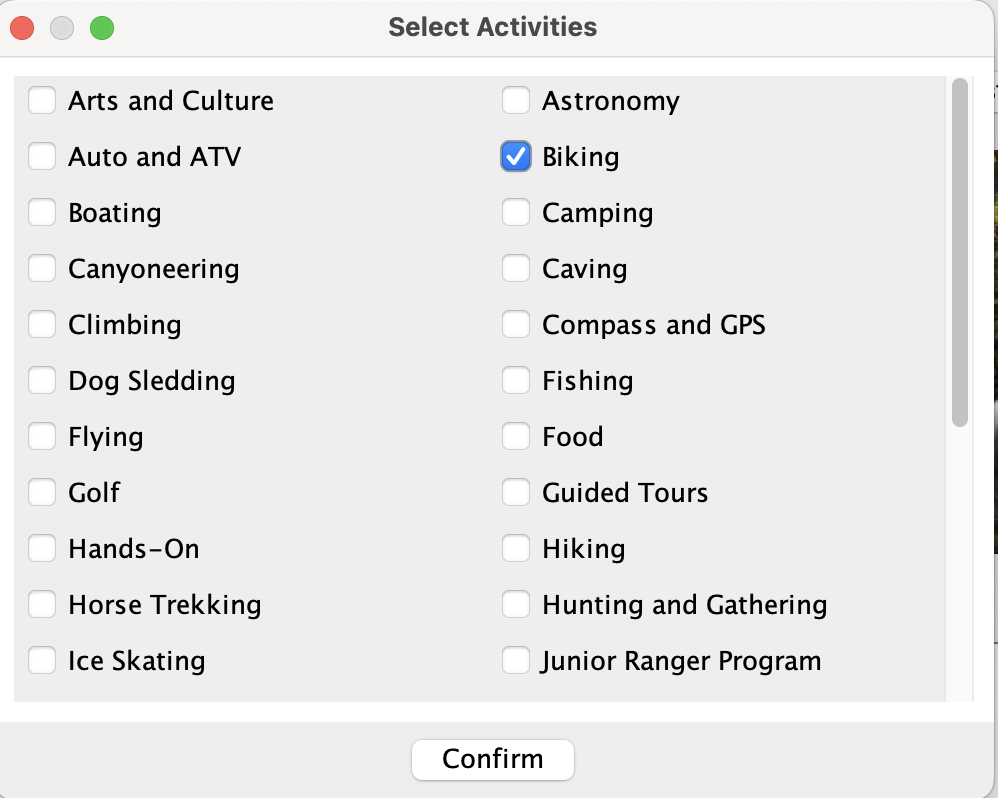 Select Activities
Arts and Culture
Astronomy
Auto and ATV
Biking
Boating
Camping
Canyoneering
Caving
Climbing
Compass and GPS
Dog Sledding
Fishing
Flying
Food
Golf
Guided Tours
Hands-On
Hiking
Horse Trekking
Hunting and Gathering
Ice Skating
Junior Ranger Program
Confirm